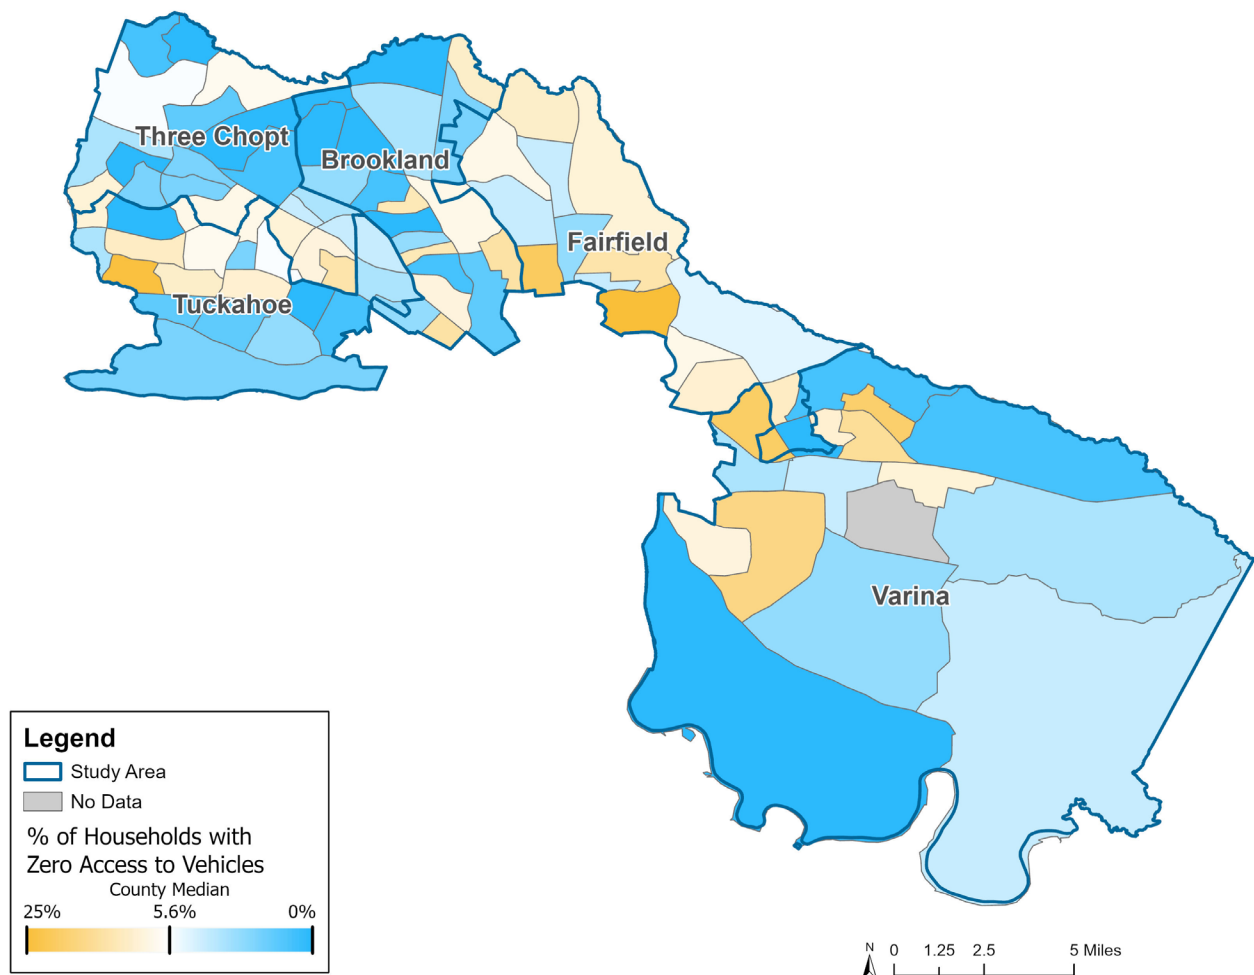 Three Chopt
Brookland
Fairfield
Tuckahoe
Varina
Legend
Study Area
No Data
% of Households with
Zero Access to Vehicles
County Median
25% 5.6% 0%
N
0 1.25 2.5 5 Miles